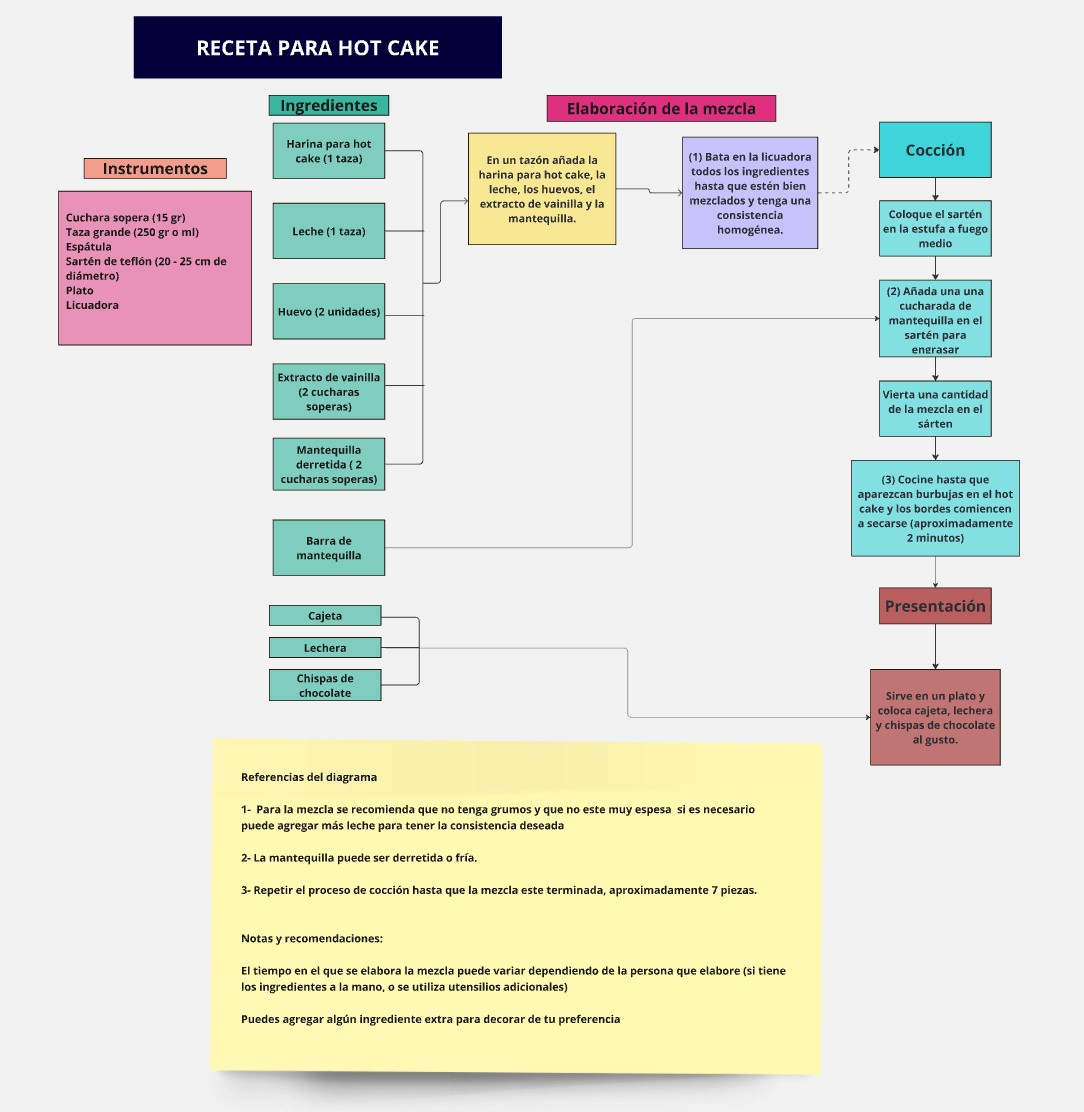 RECETA PARA HOT CAKE
Instrumentos
Cuchara sopera (15 gr)
Taza grande (250 gr o ml)
Espátula
Sartén de teflón (20 - 25 cm de
diámetro)
Plato
Licuadora
Ingredientes
Harina para hot
cake (1 taza)
Leche (1 taza)
Huevo (2 unidades)
Extracto de vainilla
(2 cucharas
soperas)
Mantequilla
derretida ( 2
cucharas soperas)
Barra de
mantequilla
Cajeta
Lechera
Chispas de
chocolate
Elaboración de la mezcla
En un tazón añada la
harina para hot cake, la
leche, los huevos, el
extracto de vainilla y la
mantequilla.
(1) Bata en la licuadora
todos los ingredientes
hasta que estén bien
mezclados y tenga una
consistencia
homogénea.
Cocción
Coloque el sartén
en la estufa a fuego
medio
(2) Añada una una
cucharada de
mantequilla en el
sartén para
engrasar
Vierta una cantidad
de la mezcla en el
sárten
(3) Cocine hasta que
aparezcan burbujas en el hot
cake y los bordes comiencen
a secarse (aproximadamente
2 minutos)
Presentación
Sirve en un plato y
coloca cajeta, lechera
y chispas de chocolate
al gusto.
Referencias del diagrama
1- Para la mezcla se recomienda que no tenga grumos y que no este muy espesa si es necesario
puede agregar más leche para tener la consistencia deseada
2- La mantequilla puede ser derretida o fría.
3- Repetir el proceso de cocción hasta que la mezcla este terminada, aproximadamente 7 piezas.
Notas y recomendaciones:
El tiempo en el que se elabora la mezcla puede variar dependiendo de la persona que elabore (si tiene
los ingredientes a la mano, o se utiliza utensilios adicionales)
Puedes agregar algún ingrediente extra para decorar de tu preferencia